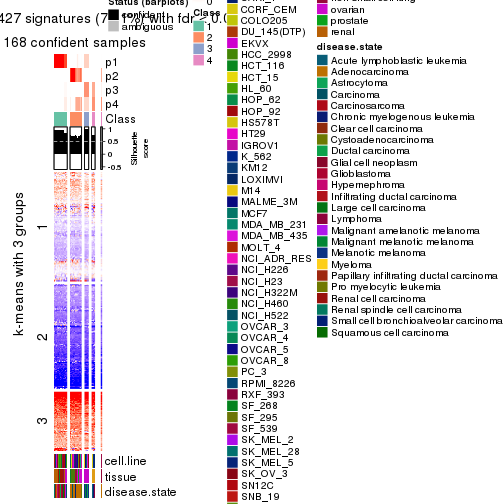 Status (barplots)
confident
ambiguous
168 confident samples
p1
p2
p3
p4
Class
1
0.5
0
-0.5
Silhouette
score
k-means with 3 groups
1
2
3
cell.line
tissue
disease.state
Class
1
2
3
4
CCRF_CEM
COLO205
DU_145(DTP)
EKVX
HCC_2998
HCT_116
HCT_15
HL_60
HOP_62
HOP_92
HS578T
HT29
IGROV1
K_562
KM12
LOXIMVI
M14
MALME_3M
MCF7
MDA_MB_231
MDA_MB_435
MOLT_4
NCI_ADR_RES
NCI_H226
NCI_H23
NCI_H322M
NCI_H460
NCI_H522
OVCAR_3
OVCAR_4
OVCAR_5
OVCAR_8
PC_3
RPMI_8226
RXF_393
SF_268
SF_295
SF_539
SK_MEL_2
SK_MEL_28
SK_MEL_5
SK_OV_3
SN12C
SNB_19
ovarian
prostate
renal
disease.state
Acute lymphoblastic leukemia
Adenocarcinoma
Astrocytoma
Carcinoma
Carcinosarcoma
Chronic myelogenous leukemia
Clear cell carcinoma
Cystoadenocarcinoma
Ductal carcinoma
Glial cell neoplasm
Glioblastoma
Hypernephroma
Infiltrating ductal carcinoma
Large cell carcinoma
Lymphoma
Malignant amelanotic melanoma
Malignant melanotic melanoma
Melanotic melanoma
Myeloma
Papillary infiltrating ductal carcinoma
Pro myelocytic leukemia
Renal cell carcinoma
Renal spindle cell carcinoma
Small cell bronchioalveolar carcinoma
Squamous cell carcinoma